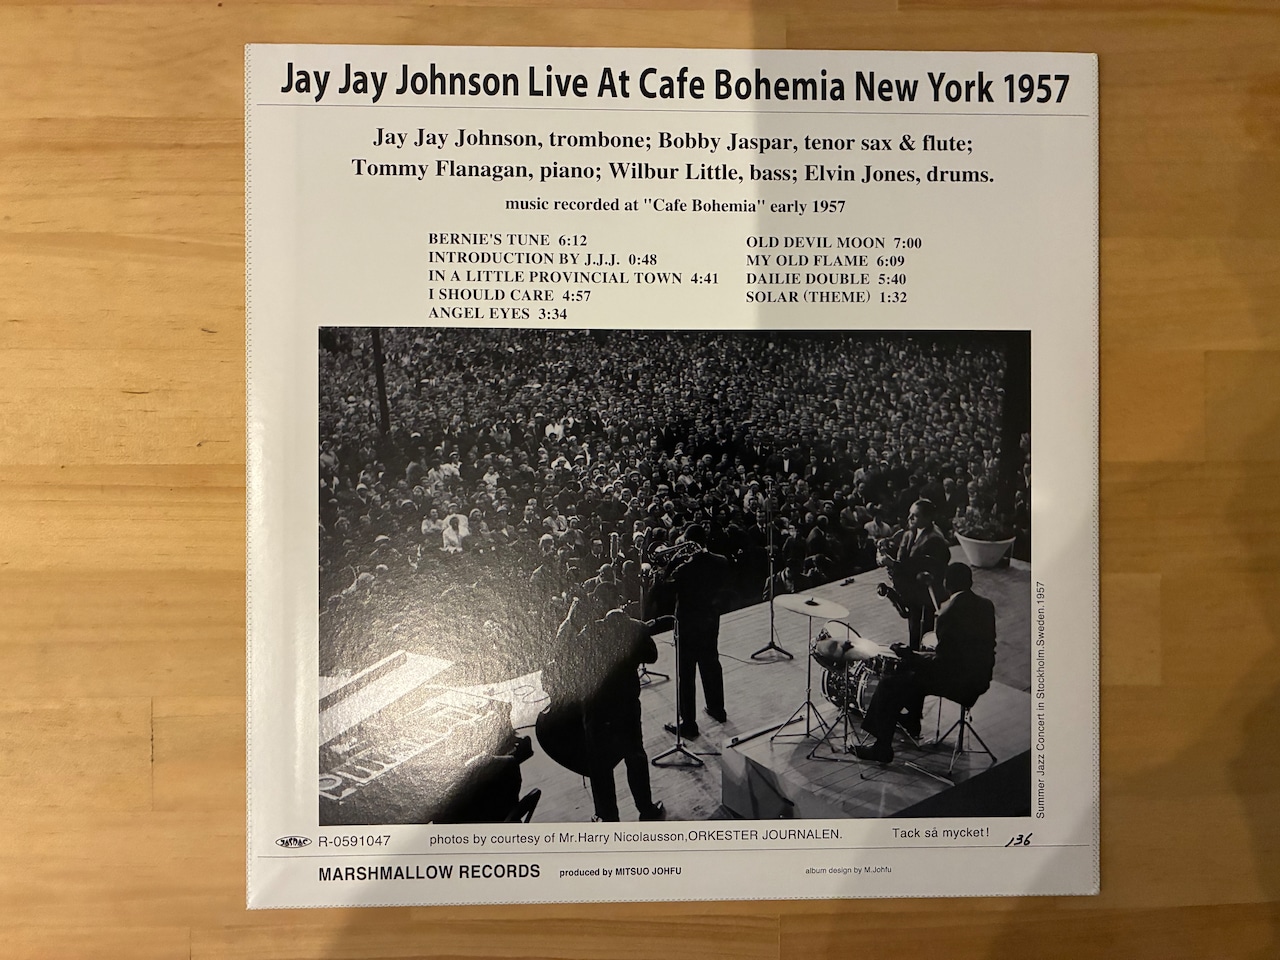 Jay Jay Johnson Live At Cafe Bohemia New York 1957
Jay Jay Johnson, trombone; Bobby Jaspar, tenor sax & flute;
Tommy Flanagan, piano; Wilbur Little, bass; Elvin Jones, drums.
music recorded at "Cafe Bohemia" early 1957
BERNIE'S TUNE 6:12
INTRODUCTION BY J.J.J. 0:48
IN A LITTLE PROVINCIAL TOWN 4:41
I SHOULD CARE 4:57
ANGEL EYES 3:34
OLD DEVIL MOON 7:00
MY OLD FLAME 6:09
DAILIE DOUBLE 5:40
SOLAR (THEME) 1:32
Summer Jazz Concert in Stockholm.Sweden.1957
R-0591047
photos by courtesy of Mr.Harry Nicolausson,ORKESTER JOURNALEN.
Tack så mycket!
136
MARSHMALLOW RECORDS
produced by MITSUO JOHFU
album design by M.Johfu